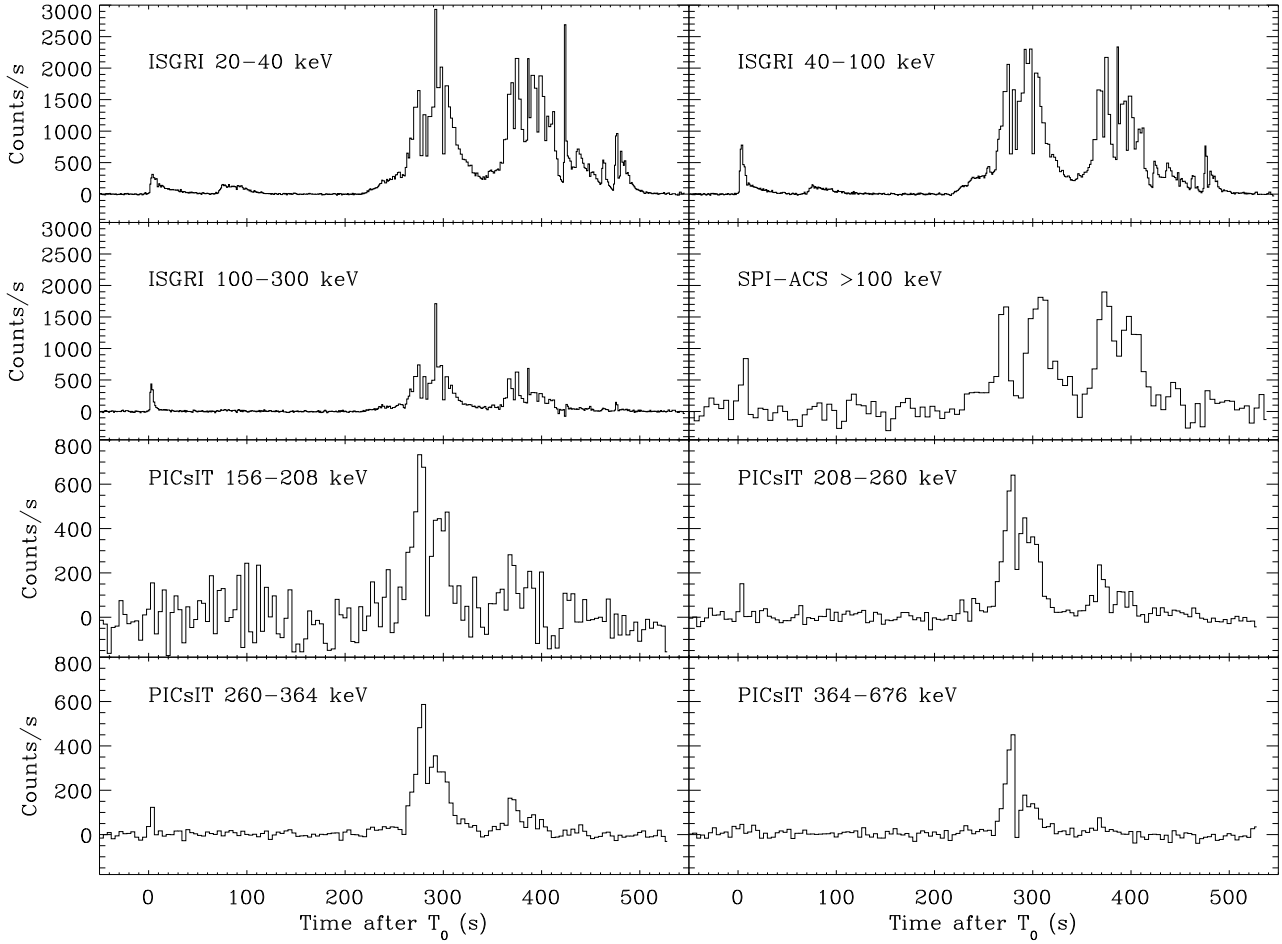 3000
2500
2000
1500
1000
500
0
Counts/s
ISGRI 20−40 keV
ISGRI 40−100 keV
3000
2500
2000
1500
1000
500
0
Counts/s
ISGRI 100−300 keV
SPI−ACS >100 keV
800
600
400
200
0
Counts/s
PICsIT 156−208 keV
PICsIT 208−260 keV
800
600
400
200
0
Counts/s
PICsIT 260−364 keV
PICsIT 364−676 keV
0 100 200 300 400 500
0 100 200 300 400 500
Time after T₀ (s)
Time after T₀ (s)